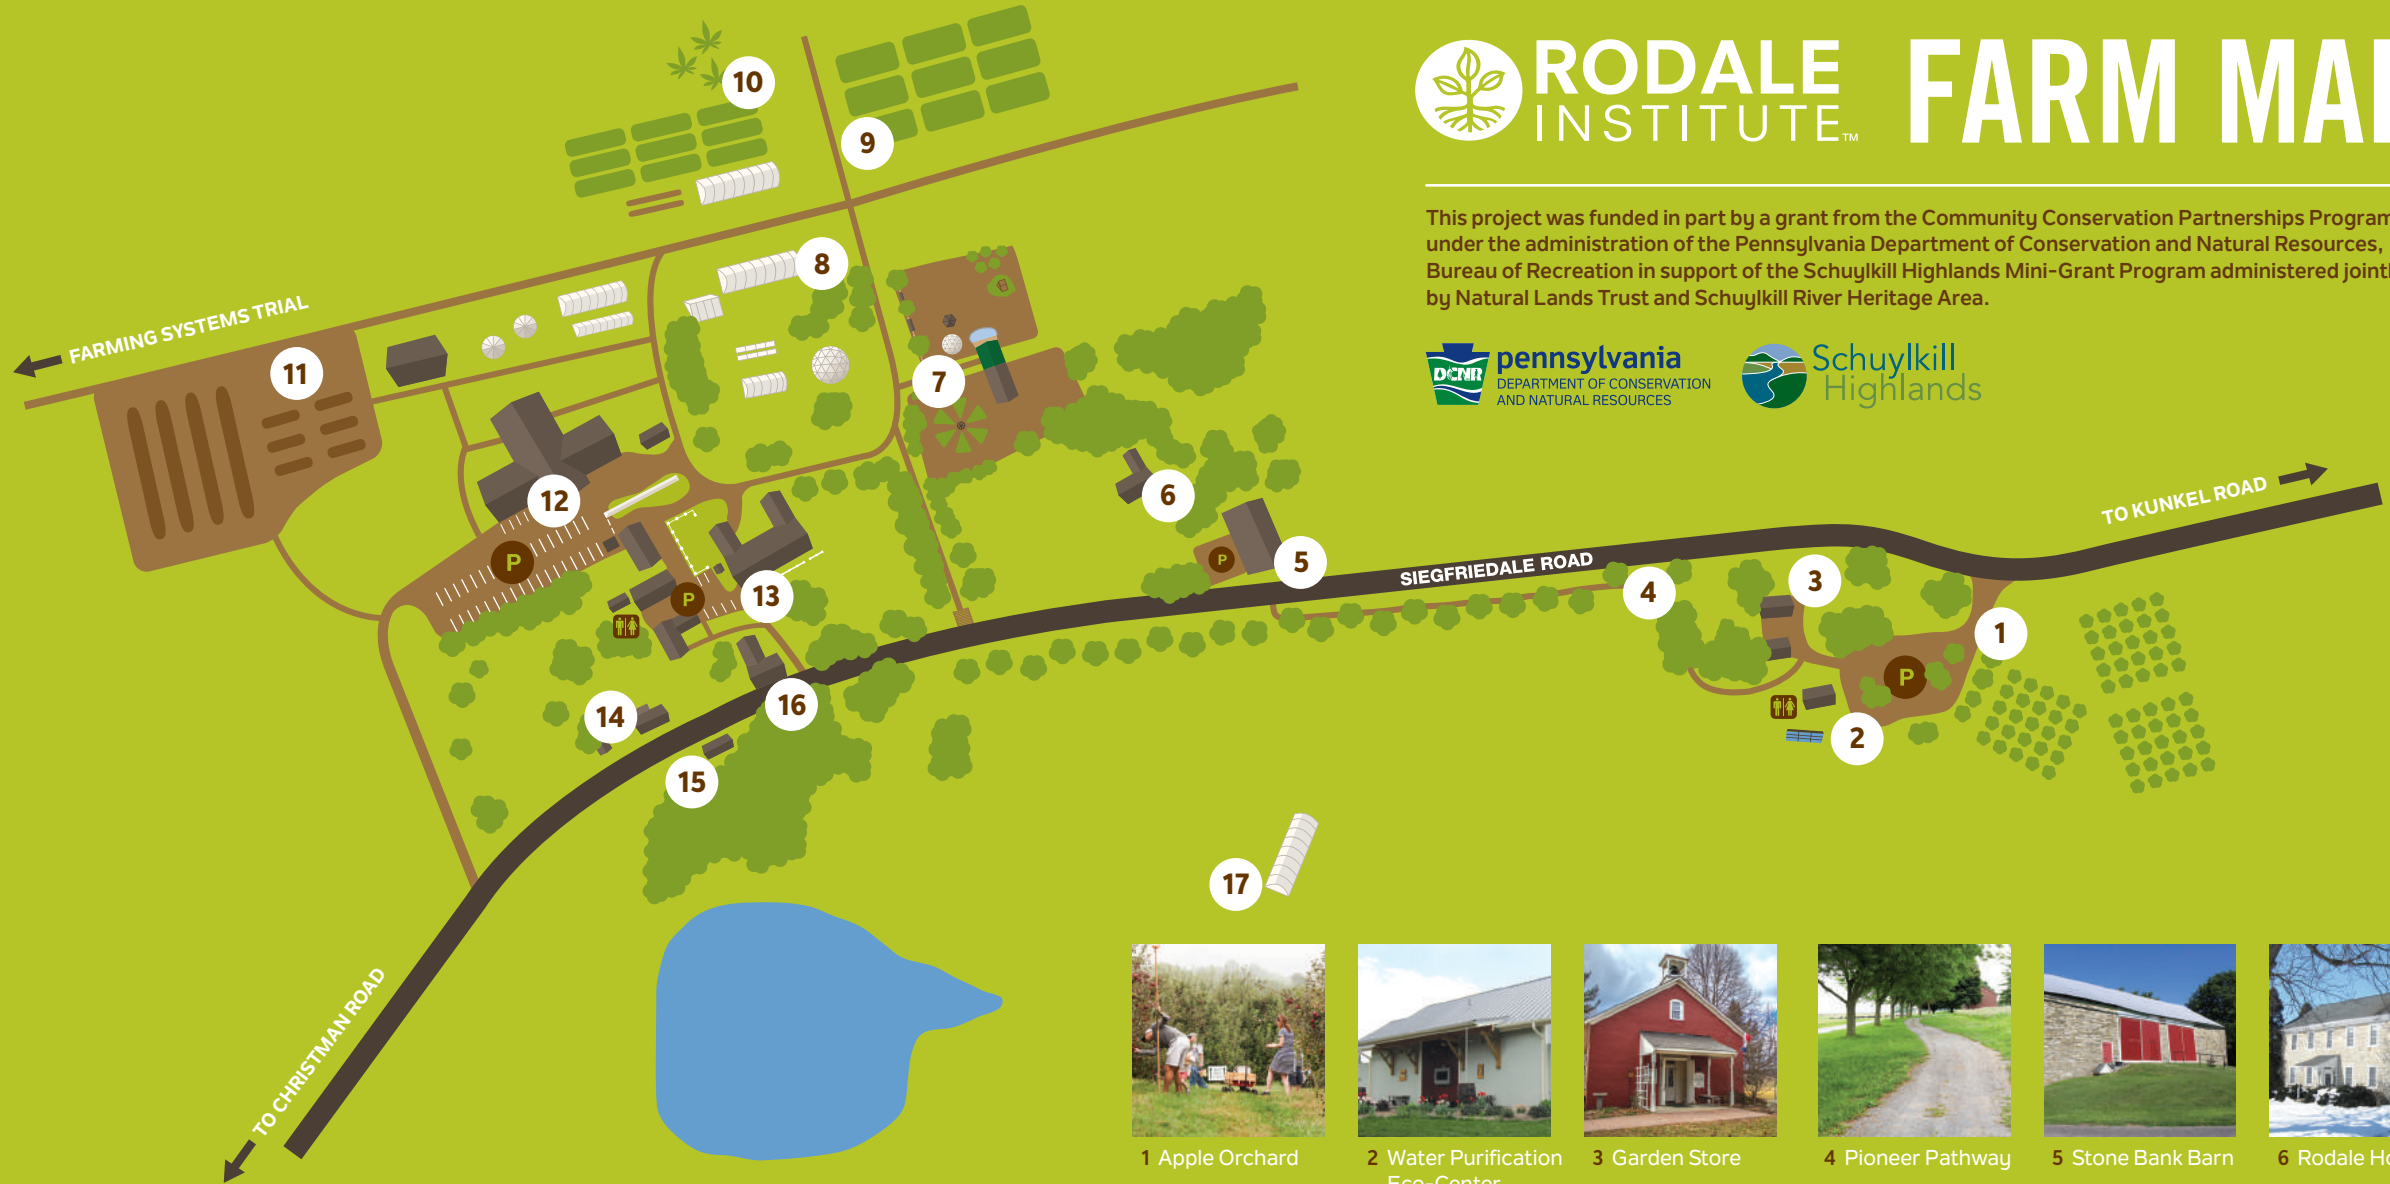 RODALE
INSTITUTE™
FARM
This project was funded in part by a grant from the Community Conservation Partnerships Program
under the administration of the Pennsylvania Department of Conservation and Natural Resources,
Bureau of Recreation in support of the Schuylkill Highlands Mini-Grant Program administered
by Natural Lands Trust and Schuylkill River Heritage Area.
DCNR
pennsylvania
DEPARTMENT OF CONSERVATION
AND NATURAL RESOURCES
Schuylkill
Highlands
10
9
8
FARMING SYSTEMS TRIAL
11
7
12
6
5
P
P
P
13
SIEGFRIEDALE ROAD
TO KUNKEL ROAD
4
3
1
P
2
14
16
15
17
TO CHRISTMAN ROAD
1 Apple Orchard
2 Water Purification
Eco-Center
3 Garden Store
4 Pioneer Pathway
5 Stone Bank Barn
6 Rodale